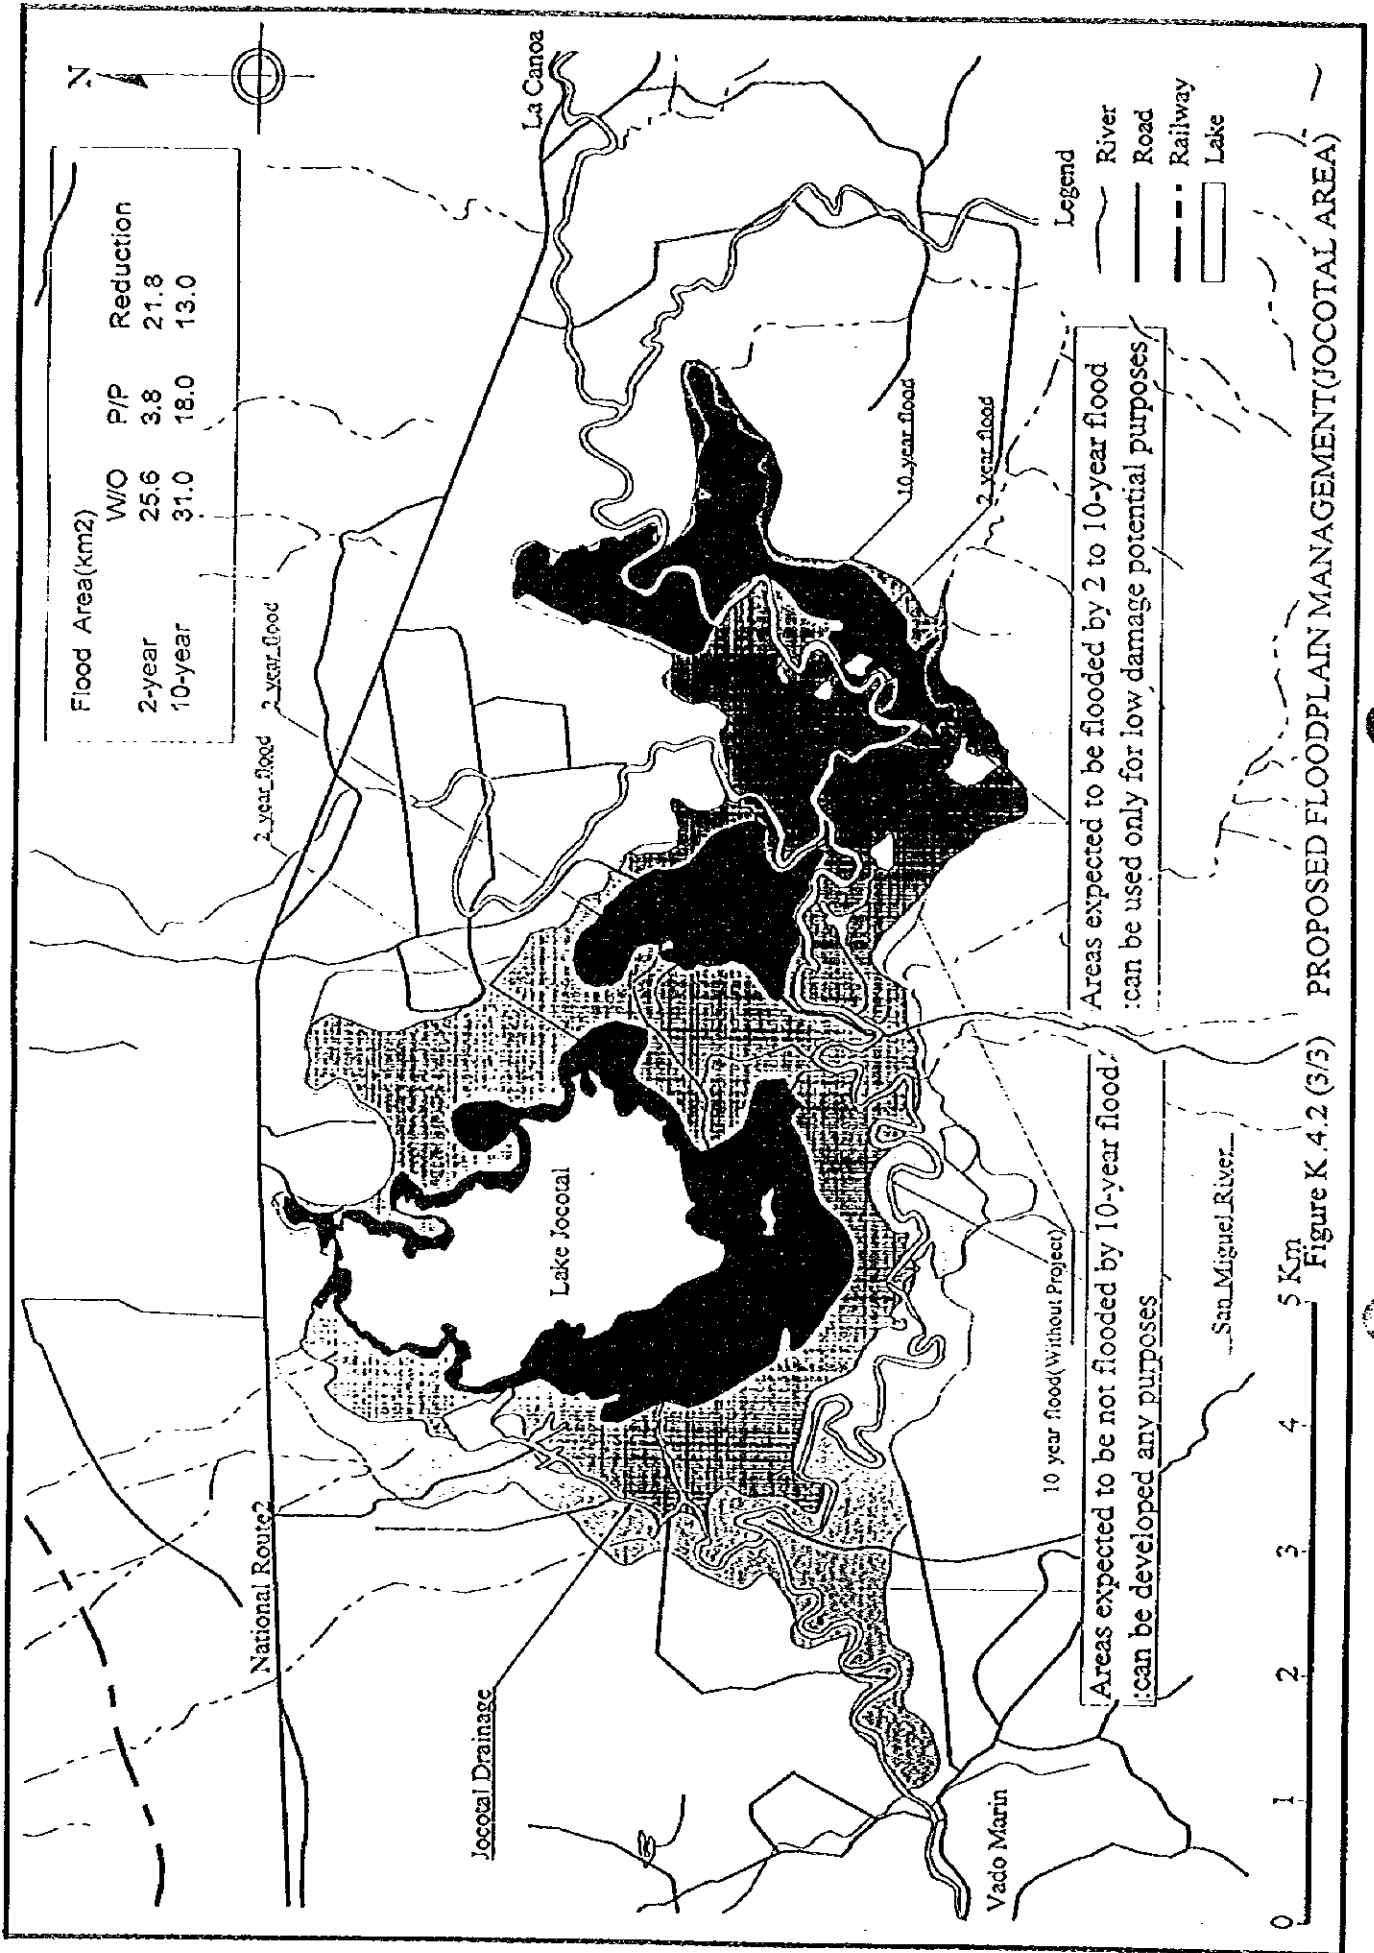 N
La Canoa
Flood Area(km2)
W/O P/P Reduction
2-year 25.6 3.8 21.8
10-year 31.0 18.0 13.0
2 year flood
2 year flood
National Route2
Jocotal Drainage
Lake Jocotal
10 year flood
2 year flood
Legend
River
Road
Railway
Lake
10 year flood(Without Project)
Areas expected to be not flooded by 10-year flood
:can be developed any purposes
Areas expected to be flooded by 2 to 10-year flood
:can be used only for low damage potential purposes
Vado Marin
San Miguel River
0 1 2 3 4 5 Km
Figure K.4.2 (3/3) PROPOSED FLOODPLAIN MANAGEMENT(JOCOTAL AREA)